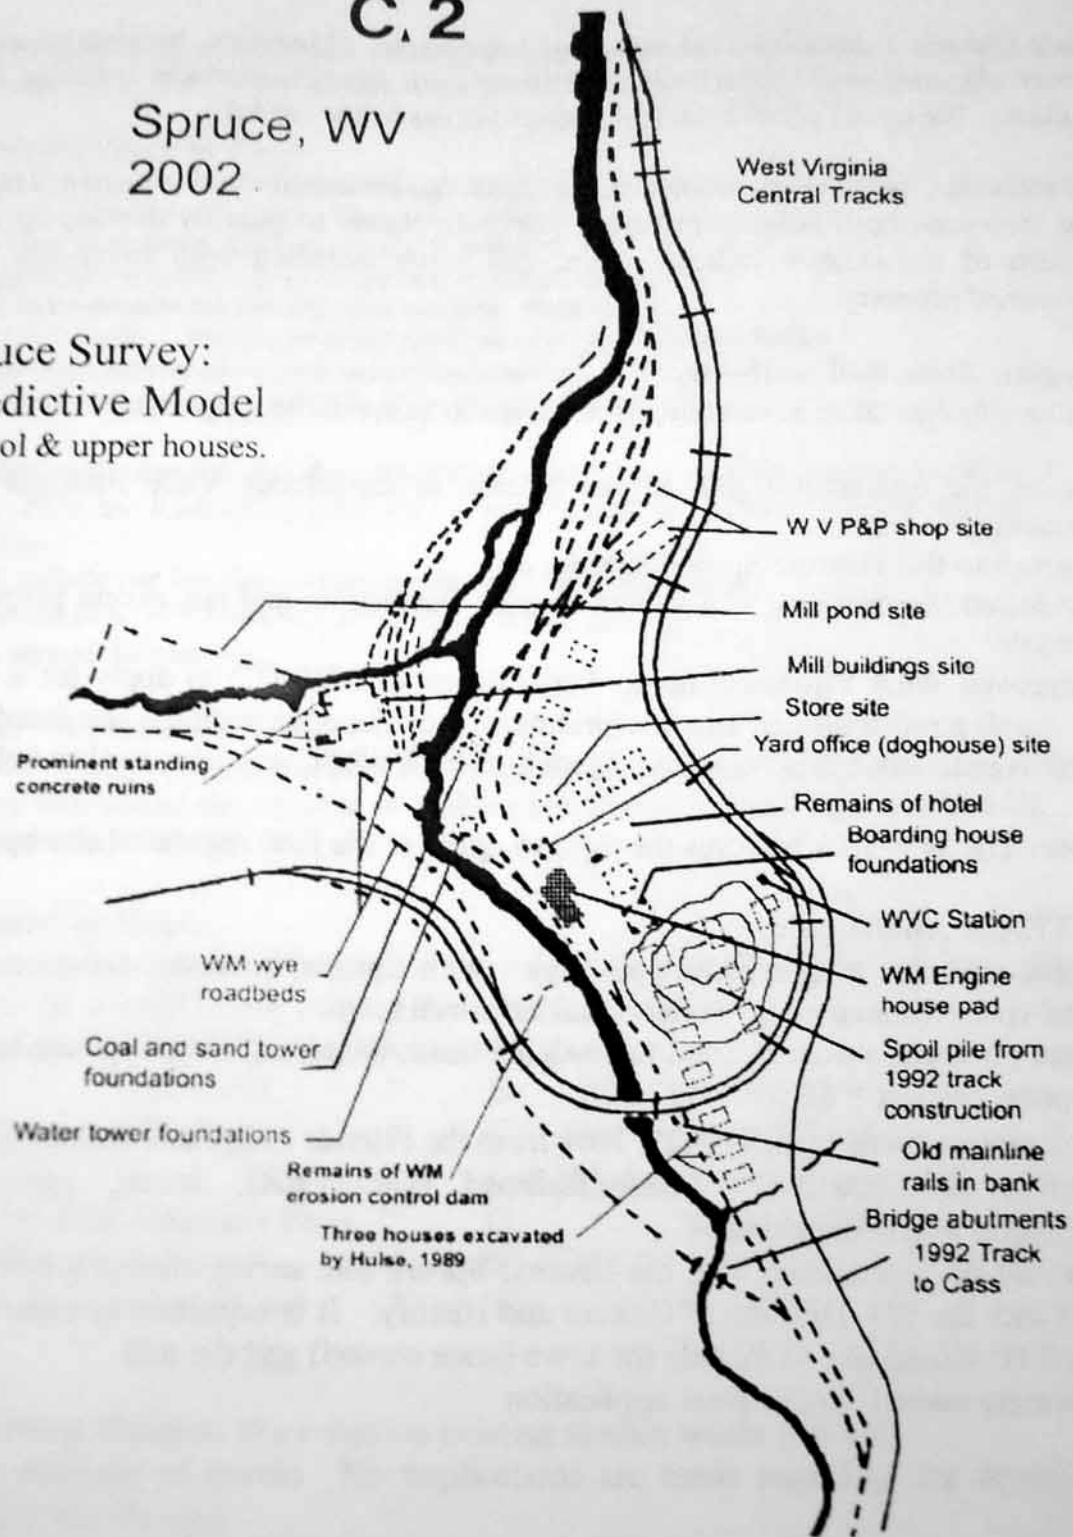 C. 2
Spruce, WV
2002
West Virginia
Central Tracks
uce Survey:
dictive Model
ol & upper houses.
W V P&P shop site
Mill pond site
Mill buildings site
Store site
Yard office (doghouse) site
Prominent standing
concrete ruins
Remains of hotel
Boarding house
foundations
WVC Station
WM wye
roadbeds
WM Engine
house pad
Coal and sand tower
foundations
Spoil pile from
1992 track
construction
Water tower foundations
Remains of WM
erosion control dam
Old mainline
rails in bank
Three houses excavated
by Hulse, 1989
Bridge abutments
1992 Track
to Cass